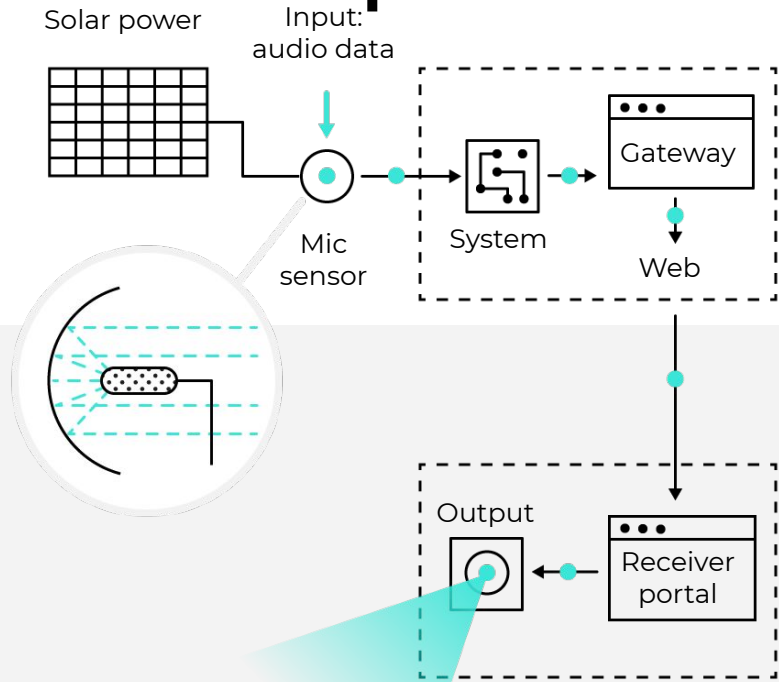 Solar power
Input:
audio data
Gateway
System
Mic
sensor
Web
Output
Receiver
portal